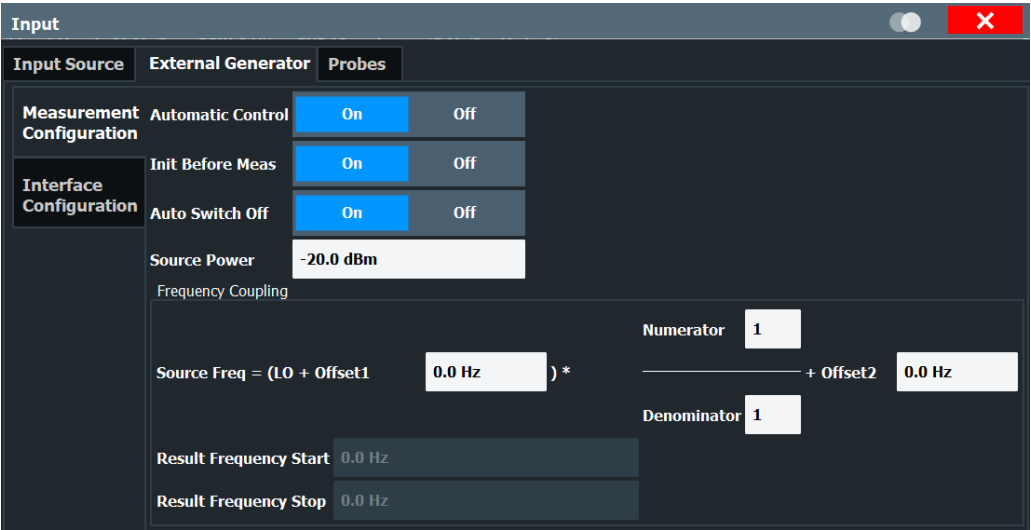 Input
Input Source External Generator Probes
Measurement Configuration
Interface Configuration
Automatic Control On Off
Init Before Meas On Off
Auto Switch Off On Off
Source Power -20.0 dBm
Frequency Coupling
Numerator 1
Source Freq = (LO + Offset1 0.0 Hz ) * + Offset2 0.0 Hz
Denominator 1
Result Frequency Start 0.0 Hz
Result Frequency Stop 0.0 Hz